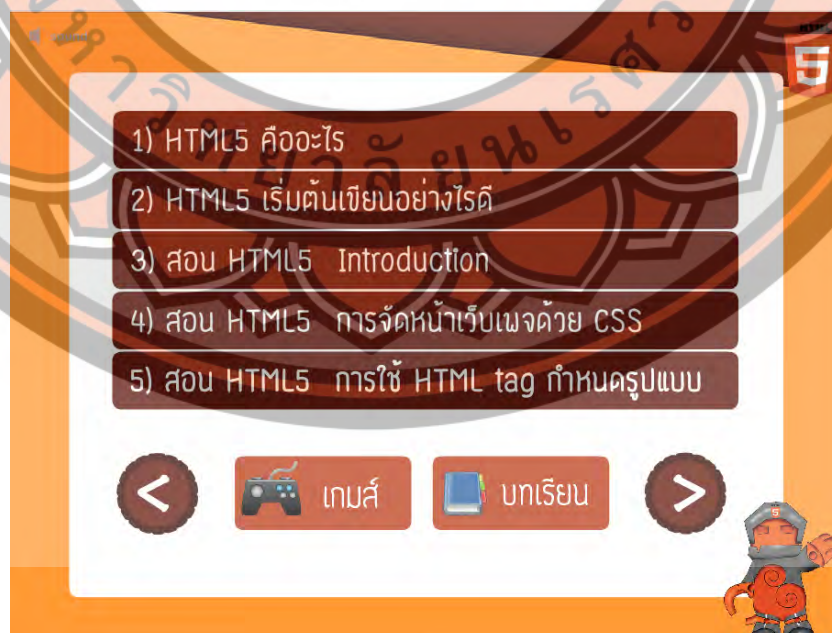 1) HTML5 คืออะไร
2) HTML5 เริ่มต้นเขียนอย่างไรดี
3) สอน HTML5 Introduction
4) สอน HTML5 การจัดหน้าเว็บเพจด้วย CSS
5) สอน HTML5 การใช้ HTML tag กำหนดรูปแบบ
< เกมส์ บทเรียน >
5